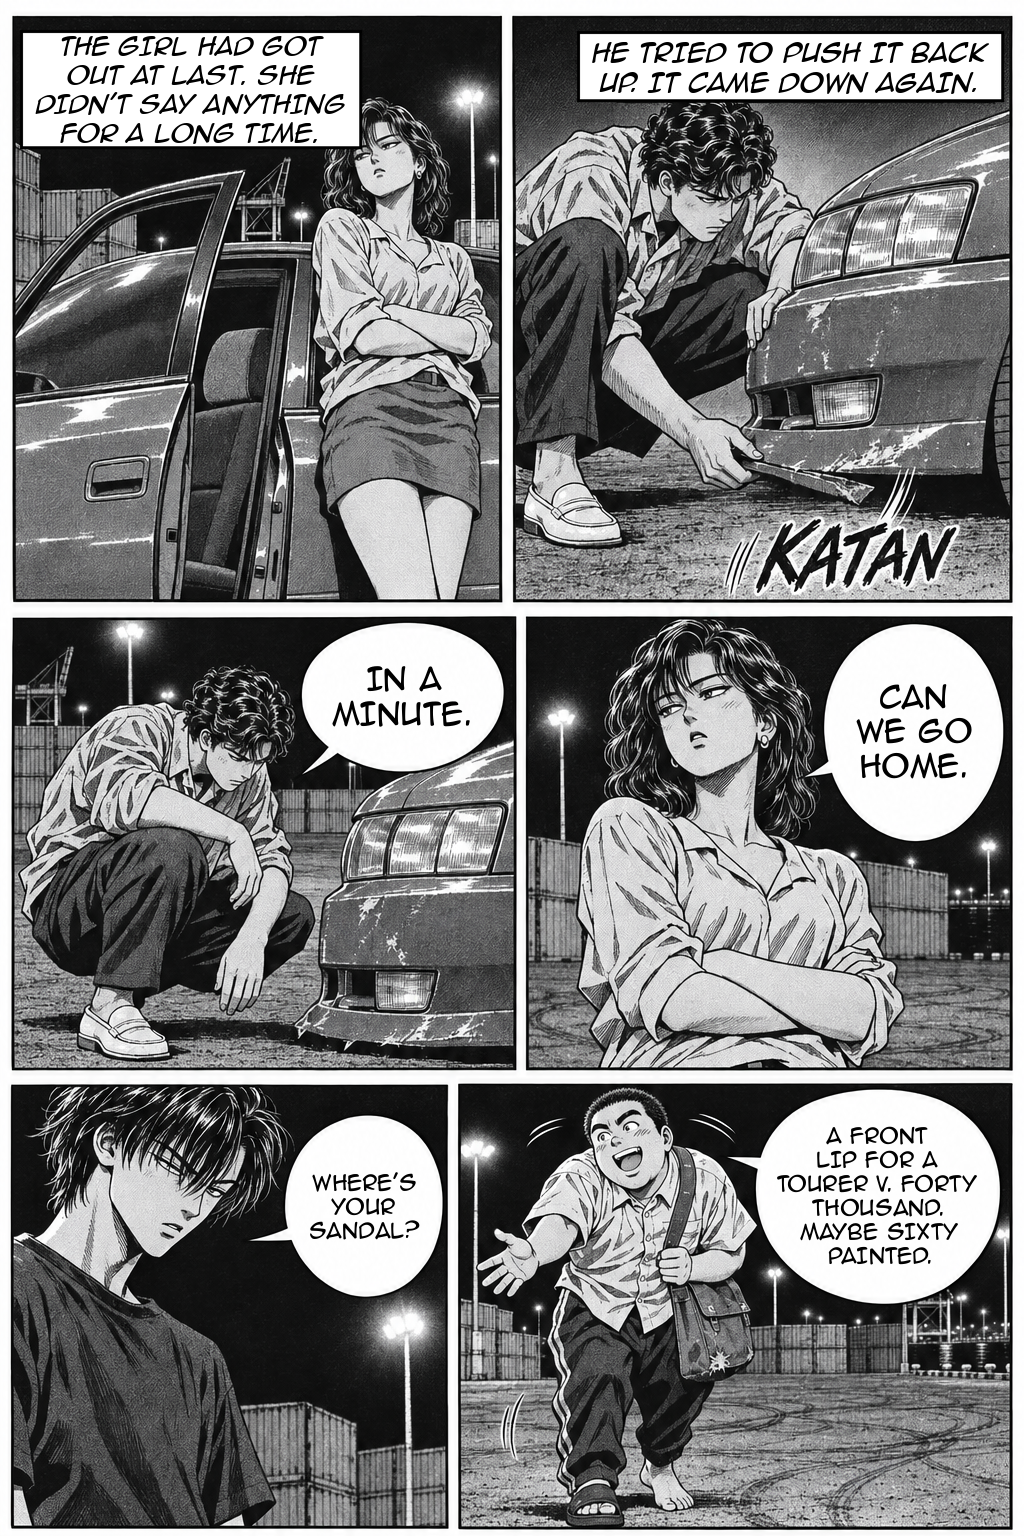 THE GIRL HAD GOT
OUT AT LAST. SHE
DIDN'T SAY ANYTHING
FOR A LONG TIME.
HE TRIED TO PUSH IT BACK
UP. IT CAME DOWN AGAIN.
KATAN
IN A
MINUTE.
CAN
WE GO
HOME.
WHERE'S
YOUR
SANDAL?
A FRONT
LIP FOR A
TOURER V. FORTY
THOUSAND.
MAYBE SIXTY
PAINTED.